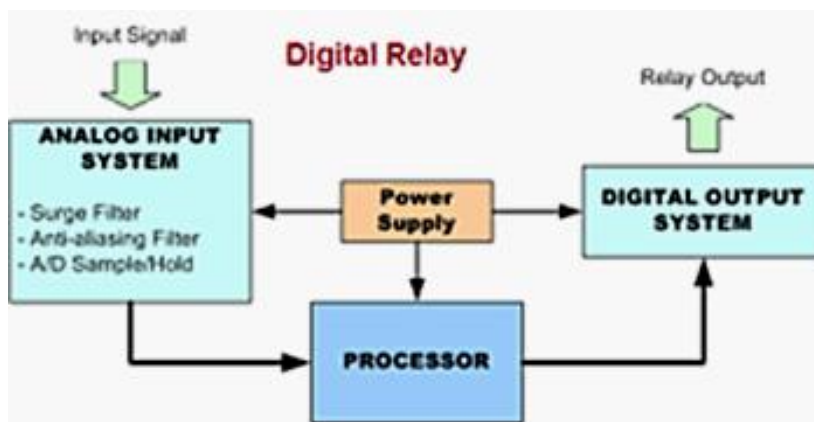 Input Signal
Digital Relay
Relay Output
ANALOG INPUT
SYSTEM
- Surge Filter
- Anti-aliasing Filter
- A/D Sample/Hold
Power
Supply
DIGITAL OUTPUT
SYSTEM
PROCESSOR